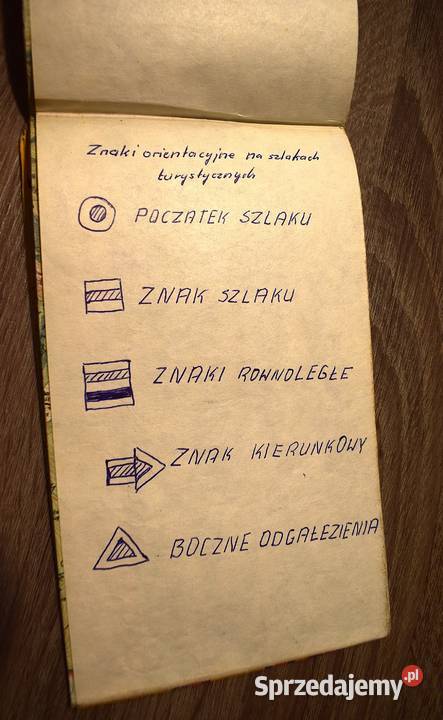 Znaki orientacyjne na szlakach
turystycznych
POCZATEK SZLAKU
ZNAK SZLAKU
ZNAKI ROWNOLEGŁE
ZNAK KIERUNKOWY
BOCZNE ODGAŁEZIENIA
Sprzedajemy.pl